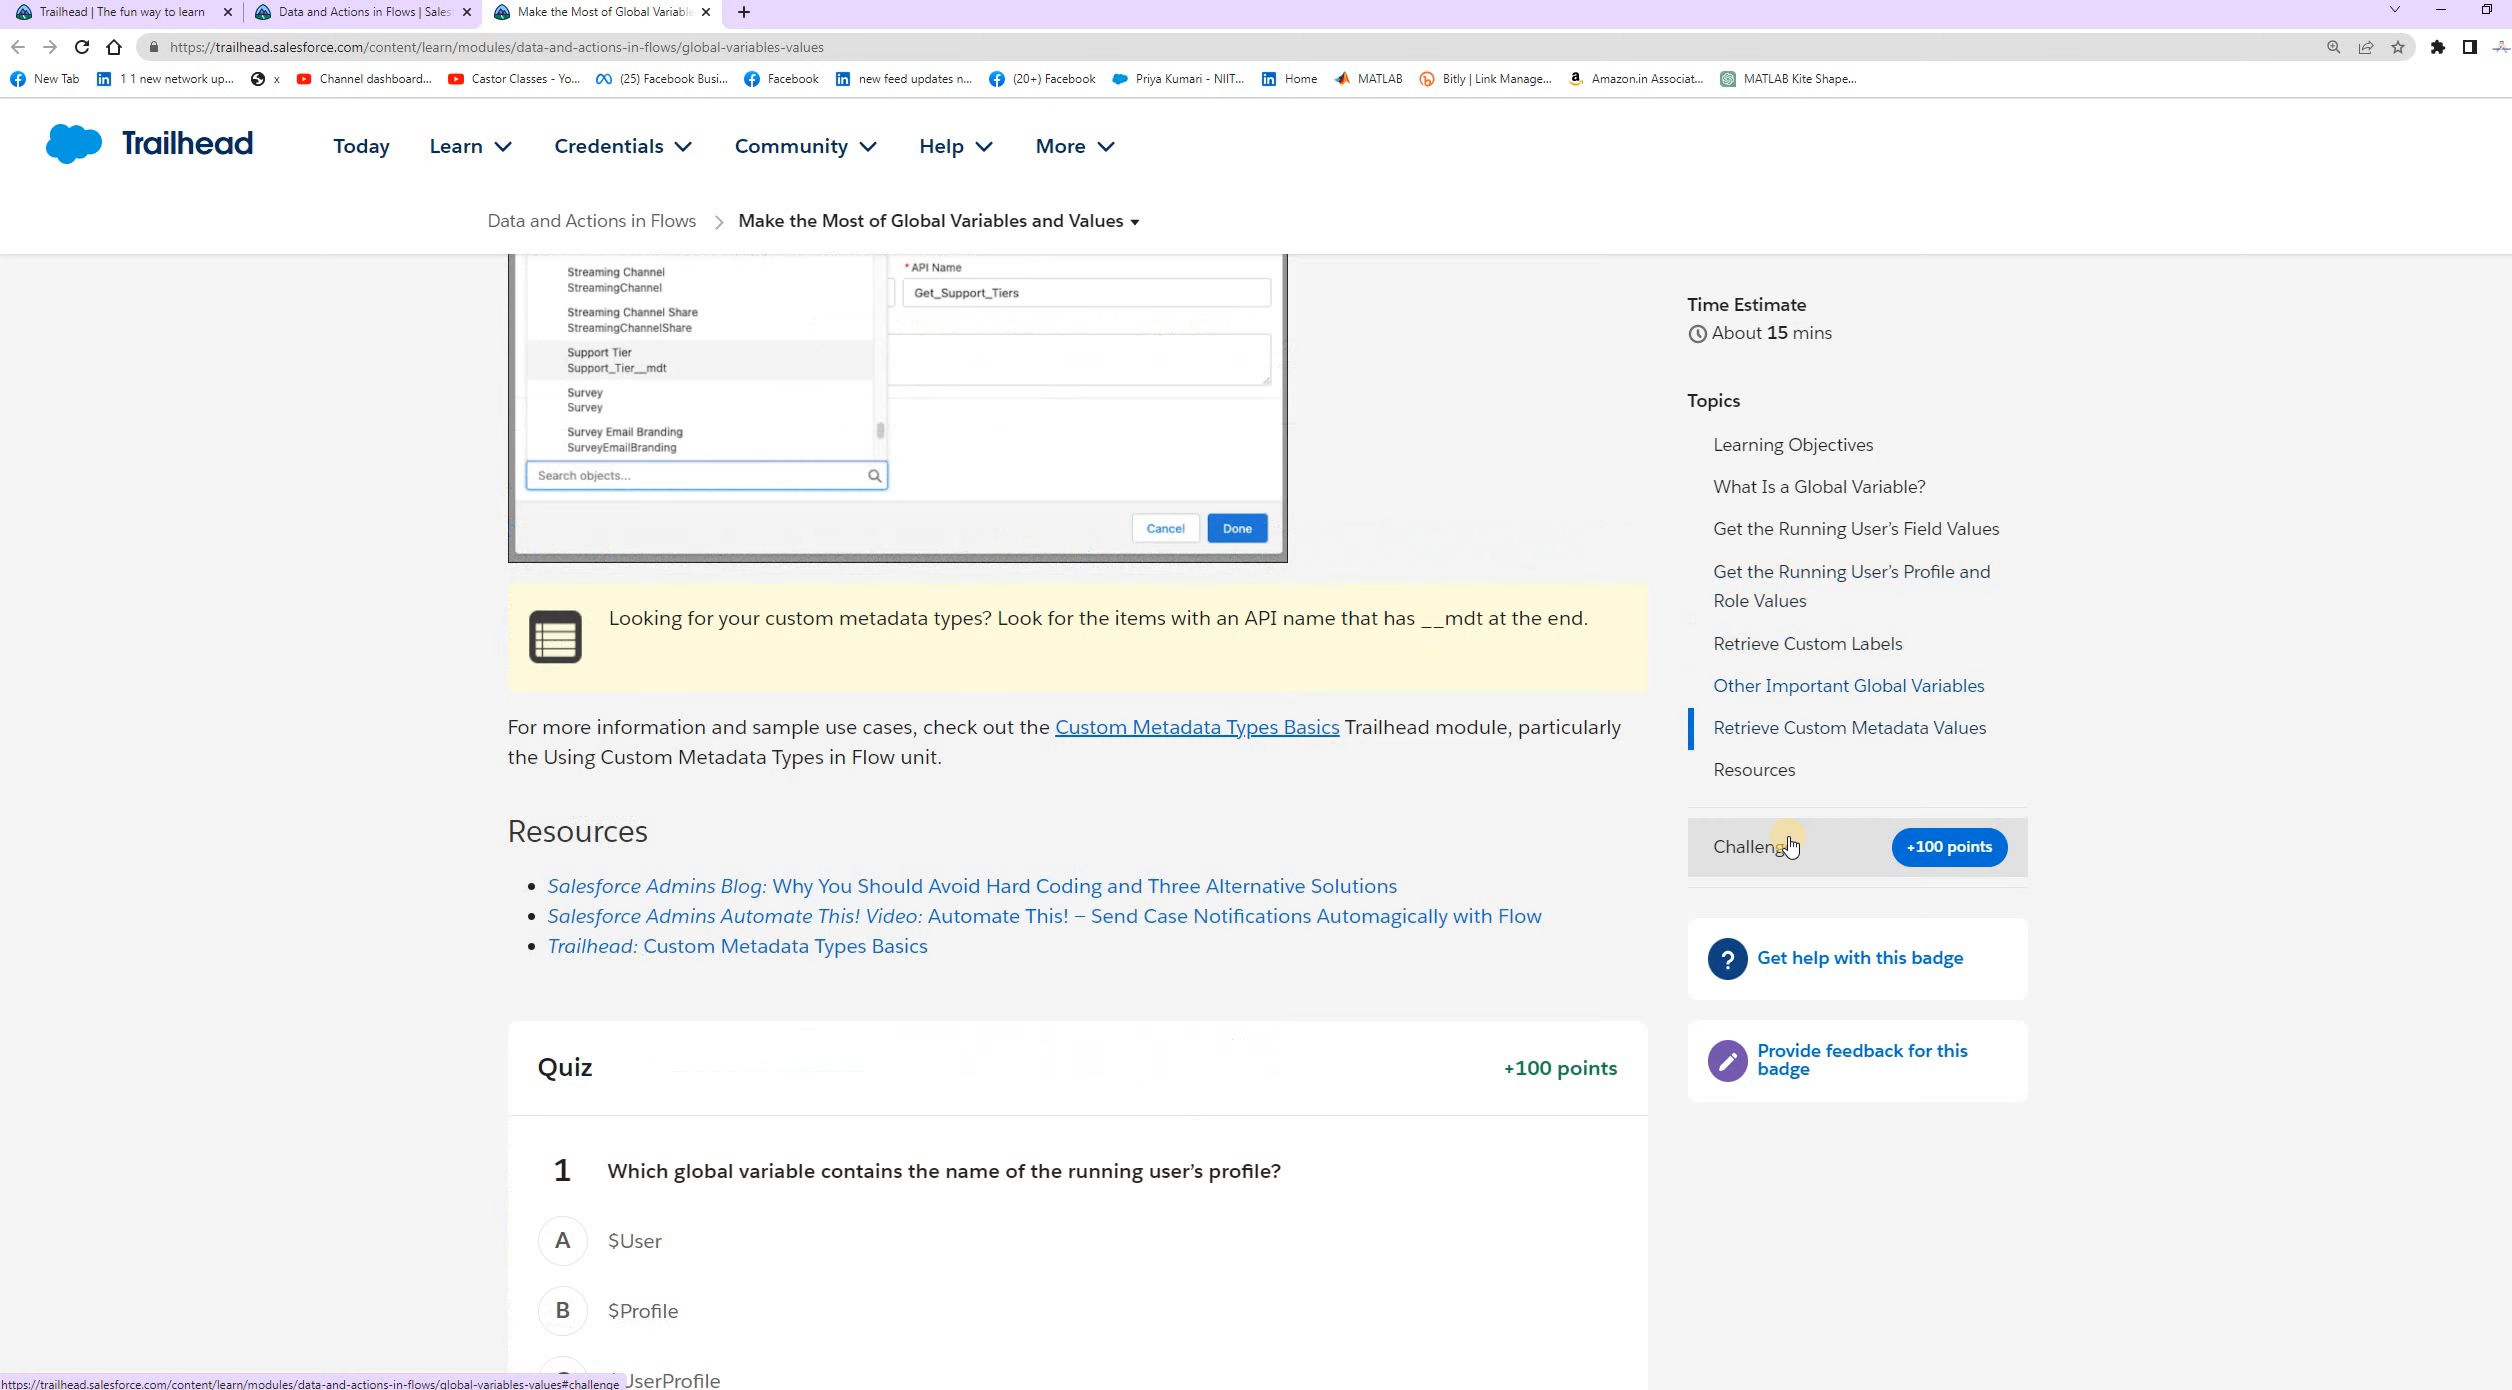 Trailhead | The fun way to learn
Data and Actions in Flows | Sales
Make the Most of Global Variable
https://trailhead.salesforce.com/content/learn/modules/data-and-actions-in-flows/global-variables-values
New Tab
1 1 new network up...
x
Channel dashboard...
Castor Classes - Yo...
(25) Facebook Busi...
Facebook
new feed updates n...
(20+) Facebook
Priya Kumari - NIIT...
Home
MATLAB
Bitly | Link Manage...
Amazon.in Associat...
MATLAB Kite Shape...
Trailhead
Today
Learn
Credentials
Community
Help
More
Data and Actions in Flows > Make the Most of Global Variables and Values
Streaming Channel
StreamingChannel
Streaming Channel Share
StreamingChannelShare
Support Tier
Support_Tier__mdt
Survey
Survey
Survey Email Branding
SurveyEmailBranding
Search objects...
* API Name
Get_Support_Tiers
Cancel
Done
Looking for your custom metadata types? Look for the items with an API name that has __mdt at the end.
For more information and sample use cases, check out the Custom Metadata Types Basics Trailhead module, particularly
the Using Custom Metadata Types in Flow unit.
Resources
Salesforce Admins Blog: Why You Should Avoid Hard Coding and Three Alternative Solutions
Salesforce Admins Automate This! Video: Automate This! – Send Case Notifications Automagically with Flow
Trailhead: Custom Metadata Types Basics
Quiz
+100 points
1 Which global variable contains the name of the running user's profile?
A $User
B $Profile
UserProfile
Time Estimate
About 15 mins
Topics
Learning Objectives
What Is a Global Variable?
Get the Running User's Field Values
Get the Running User's Profile and
Role Values
Retrieve Custom Labels
Other Important Global Variables
Retrieve Custom Metadata Values
Resources
Challeng
+100 points
? Get help with this badge
Provide feedback for this
badge
https://trailhead.salesforce.com/content/learn/modules/data-and-actions-in-flows/global-variables-values#challenge